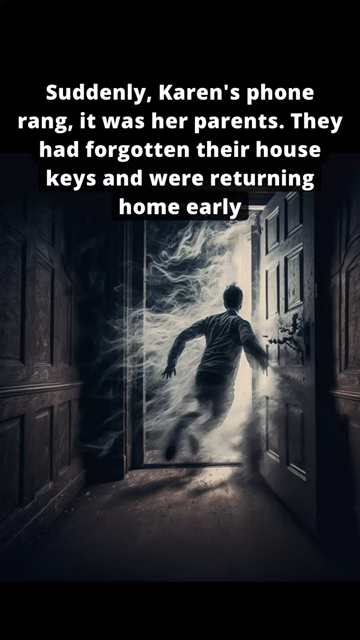 Suddenly, Karen's phone
rang, it was her parents. They
had forgotten their house
keys and were returning
home early